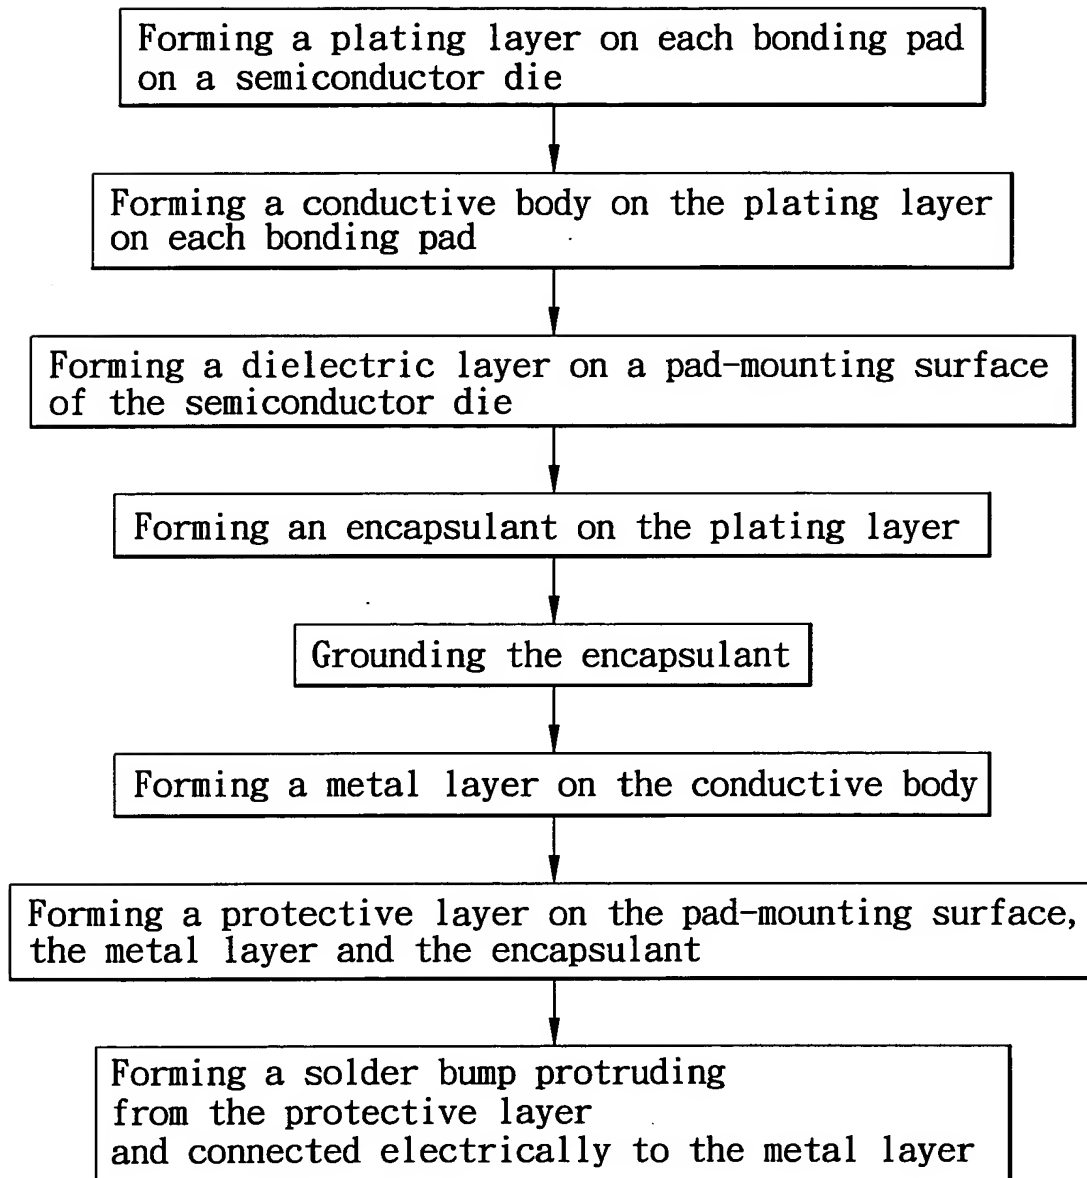 Forming a plating layer on each bonding pad
on a semiconductor die
Forming a conductive body on the plating layer
on each bonding pad
Forming a dielectric layer on a pad-mounting surface
of the semiconductor die
Forming an encapsulant on the plating layer
Grounding the encapsulant
Forming a metal layer on the conductive body
Forming a protective layer on the pad-mounting surface,
the metal layer and the encapsulant
Forming a solder bump protruding
from the protective layer
and connected electrically to the metal layer